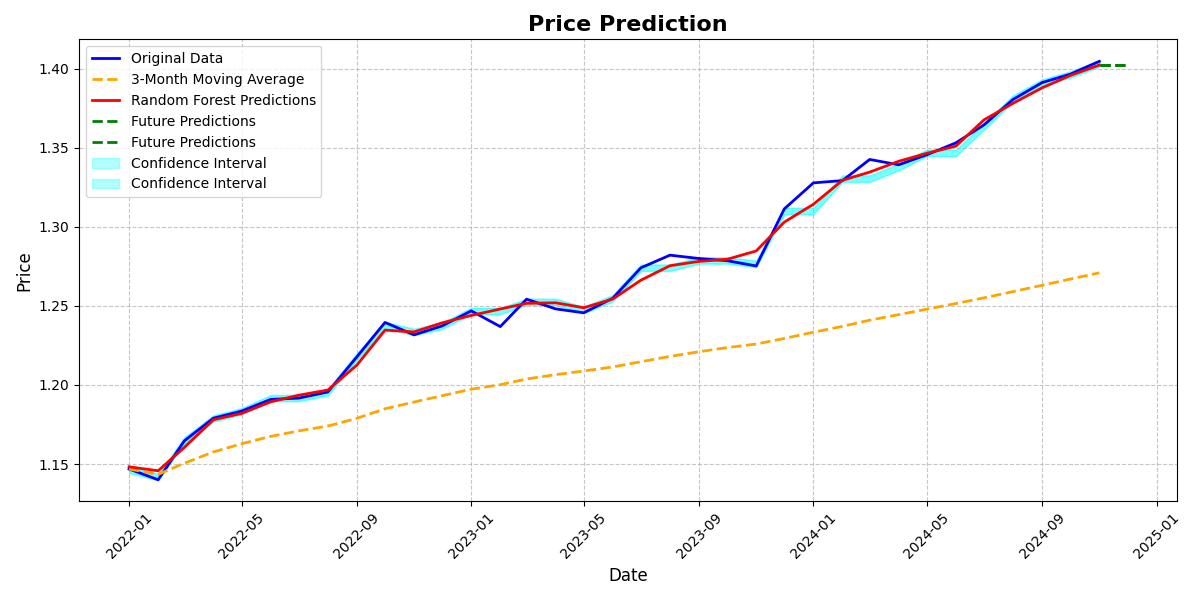 Price Prediction
Original Data
3-Month Moving Average
Random Forest Predictions
Future Predictions
Future Predictions
Confidence Interval
Confidence Interval
Price
1.40
1.35
1.30
1.25
1.20
1.15
2022-01
2022-05
2022-09
2023-01
2023-05
2023-09
2024-01
2024-05
2024-09
2025-01
Date